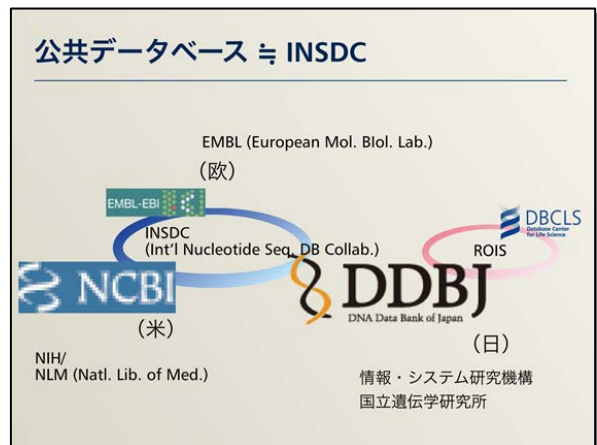 公共データベース ≒ INSDC
EMBL (European Mol. BIol. Lab.)
（欧）
EMBL-EBI
DBCLS
Database Center
for Life Science
INSDC
(Int'l Nucleotide Seq. DB Collab.)
ROIS
NCBI
DDBJ
DNA Data Bank of Japan
（米）
（日）
NIH/
NLM (Natl. Lib. of Med.)
情報・システム研究機構
国立遺伝学研究所